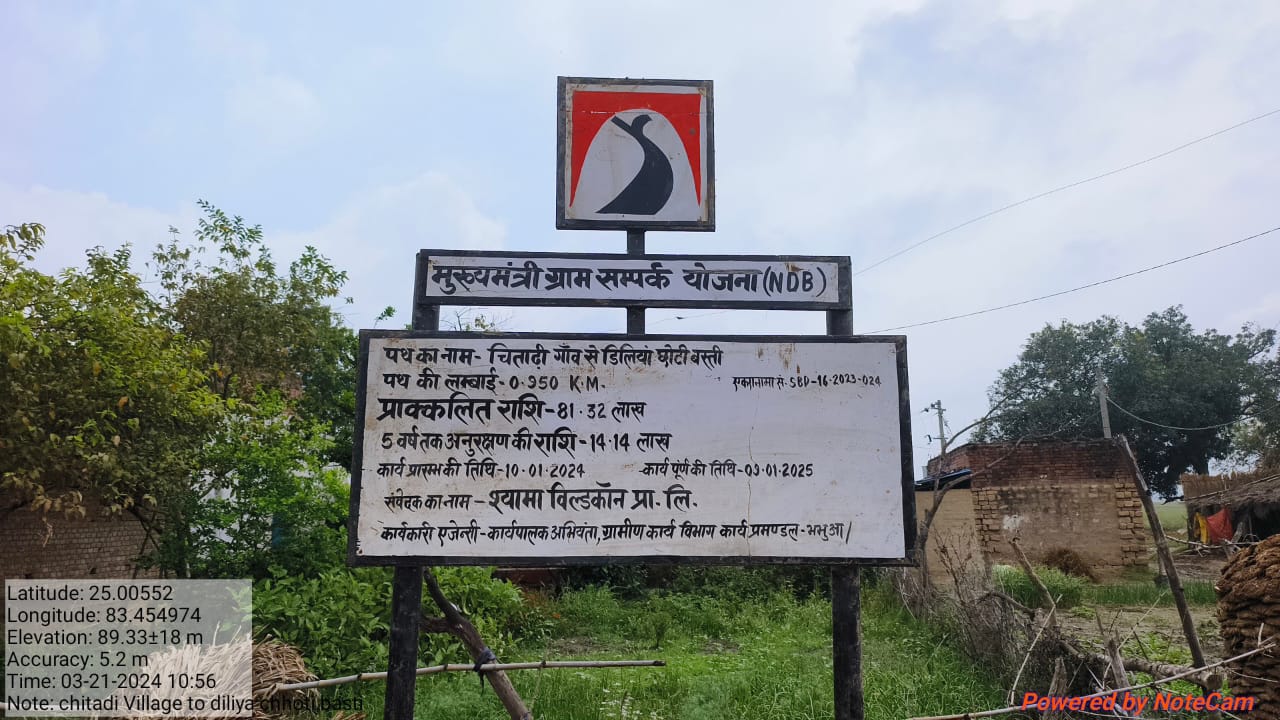 मुख्यमंत्री ग्राम सम्पर्क योजना (NDB)
पथ का नाम- चिताढ़ी गाँव से डिलियां छोटी बस्ती
पथ की लम्बाई-0.950 K.M.
एकरारनामा सं. SBD-16-2023-024
प्राक्कलित राशि-81.32 लाख
5 वर्ष तक अनुरक्षण की राशि-14.14 लाख
कार्य प्रारम्भ की तिथि-10.01.2024 -कार्य पूंर्ण की तिथि-09.01.2025
संवेदक का नाम - श्यामा विल्डकॉन प्रा. लि.
कार्यकारी एजेन्सी-कार्यपालक अभियंता, ग्रामीण कार्य विभाग कार्य प्रमण्डल-भभुआ/
Latitude: 25.00552
Longitude: 83.454974
Elevation: 89.33±18 m
Accuracy: 5.2 m
Time: 03-21-2024 10:56
Note: chitadi Village to diliya chhoti basti
Powered by NoteCam